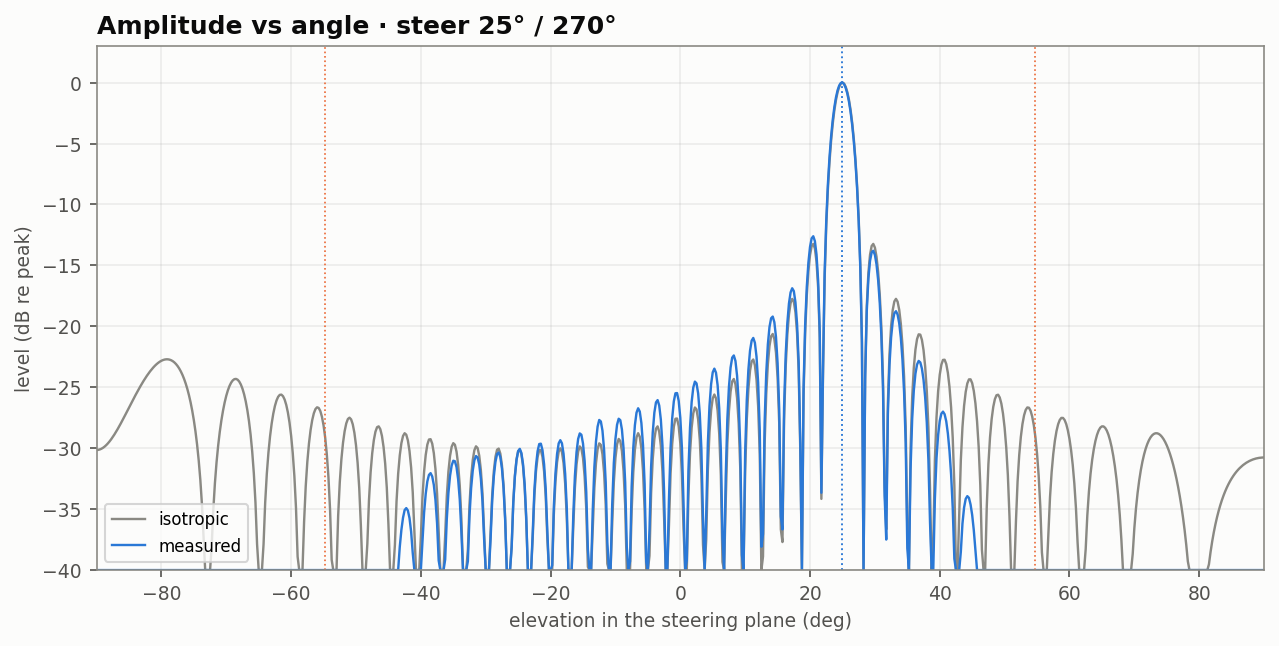 Amplitude vs angle · steer 25° / 270°
level (dB re peak)
0
−5
−10
−15
−20
−25
−30
−35
−40
isotropic
measured
−80 −60 −40 −20 0 20 40 60 80
elevation in the steering plane (deg)